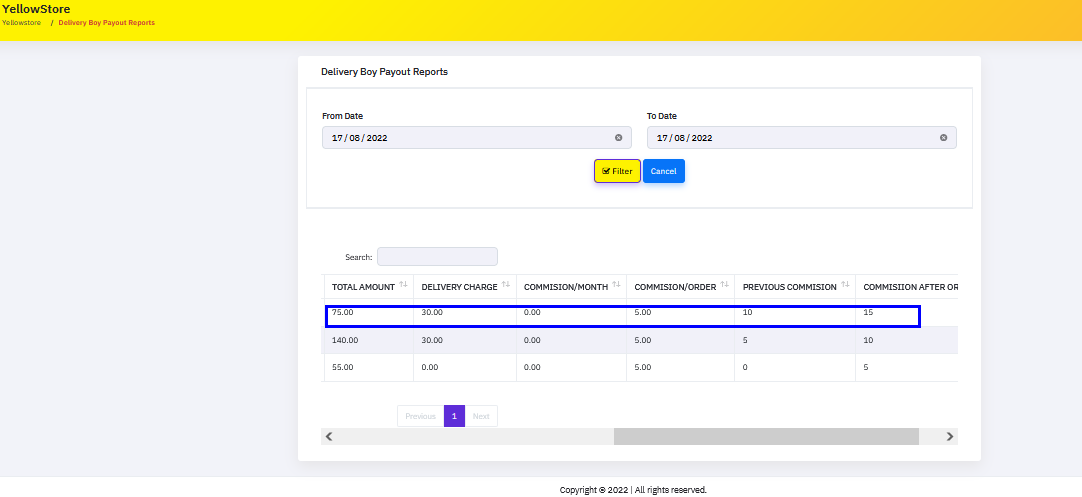 YellowStore
Yellowstore / Delivery Boy Payout Reports
Delivery Boy Payout Reports
From Date To Date
17/08/2022 17/08/2022
Filter Cancel
Search:
TOTAL AMOUNT DELIVERY CHARGE COMMISION/MONTH COMMISION/ORDER PREVIOUS COMMISION COMMISIION AFTER OR
75.00 30.00 0.00 5.00 10 15
140.00 30.00 0.00 5.00 5 10
55.00 0.00 0.00 5.00 0 5
Previous 1 Next
Copyright © 2022 | All rights reserved.